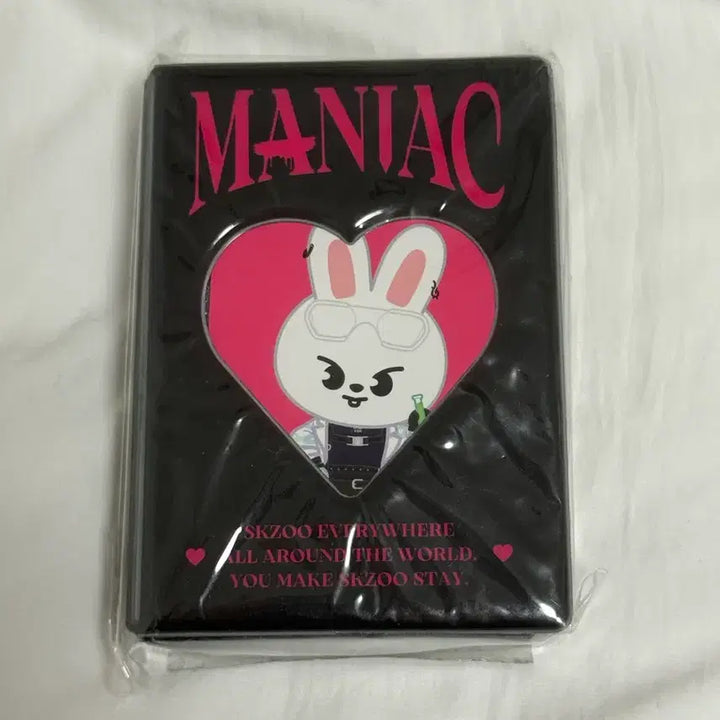 MANIAC
SKZOO EVERYWHERE
ALL AROUND THE WORLD.
YOU MAKE SKZOO STAY.